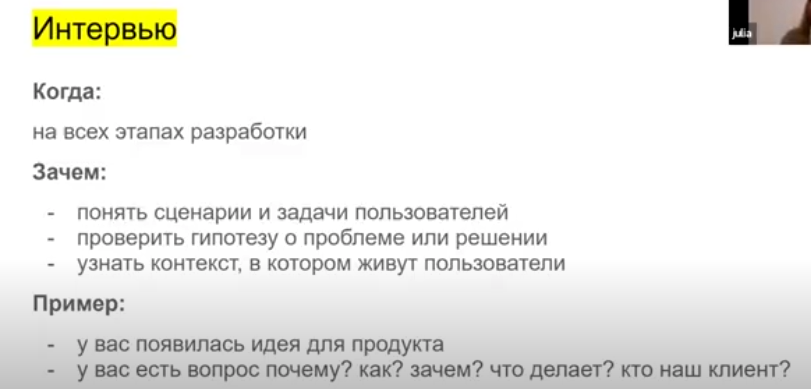 Интервью
julia
Когда:
на всех этапах разработки
Зачем:
- понять сценарии и задачи пользователей
- проверить гипотезу о проблеме или решении
- узнать контекст, в котором живут пользователи
Пример:
- у вас появилась идея для продукта
- у вас есть вопрос почему? как? зачем? что делает? кто наш клиент?